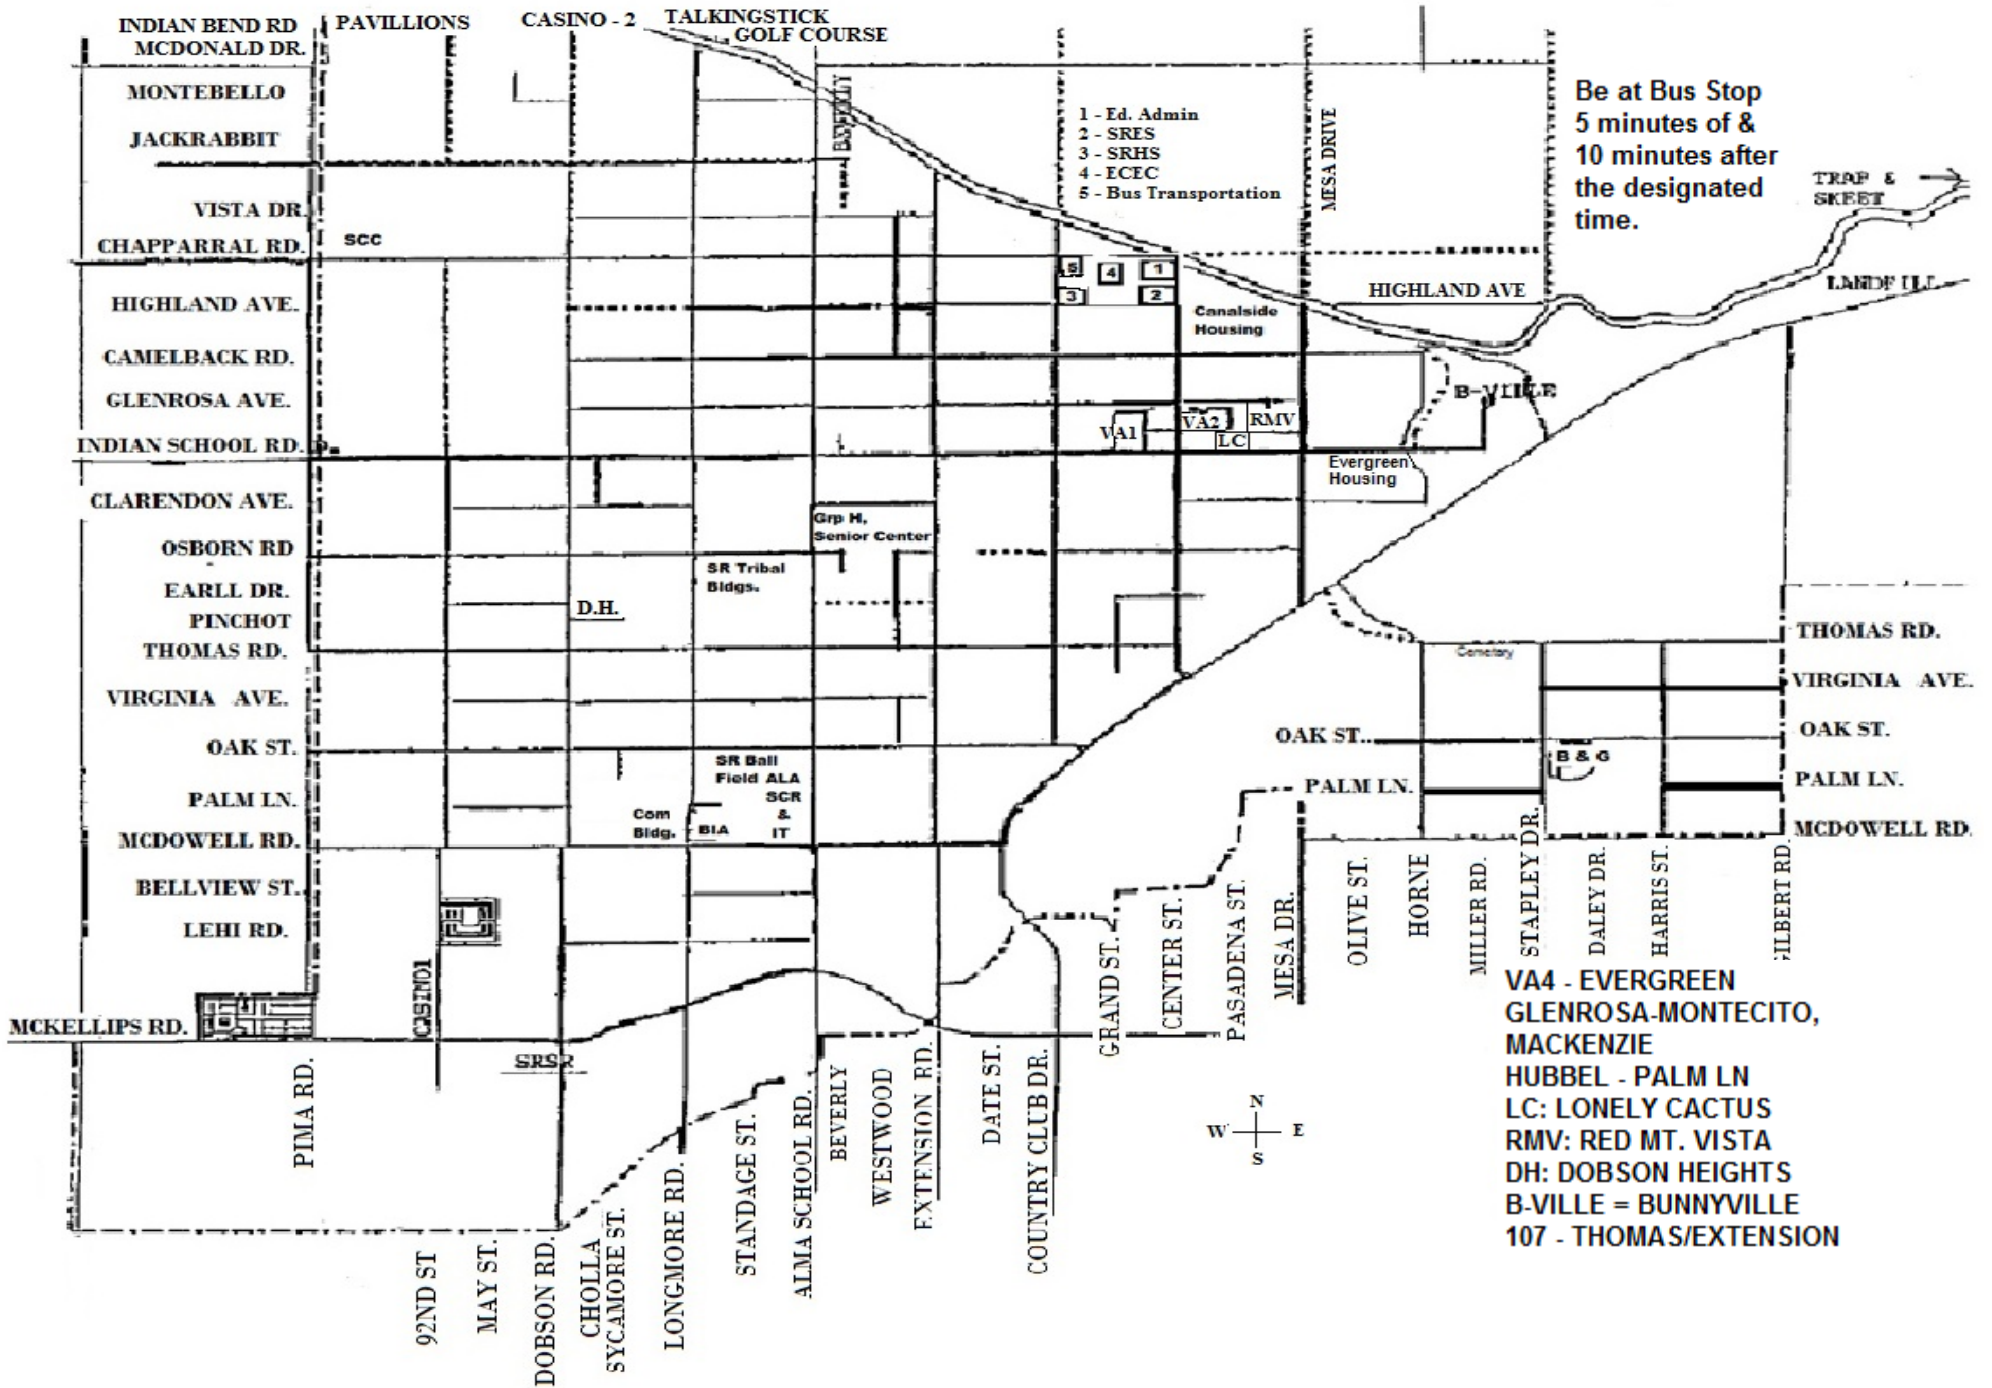 INDIAN BEND RD
MCDONALD DR.
PAVILLIONS
CASINO - 2
TALKINGSTICK
GOLF COURSE
MONTEBELLO
JACKRABBIT
VISTA DR.
CHAPPARRAL RD.
HIGHLAND AVE.
CAMELBACK RD.
GLENROSA AVE.
INDIAN SCHOOL RD.
CLARENDON AVE.
OSBORN RD
EARLL DR.
PINCHOT
THOMAS RD.
VIRGINIA AVE.
OAK ST.
PALM LN.
MCDOWELL RD.
BELLVIEW ST.
LEHI RD.
MCKELLIPS RD.
SCC
BEVERLY
1 - Ed. Admin
2 - SRES
3 - SRHS
4 - ECEC
5 - Bus Transportation
MESA DRIVE
Be at Bus Stop
5 minutes of &
10 minutes after
the designated
time.
TRAP &
SKEET
LANDFILL
5
4
1
3
2
HIGHLAND AVE
Canalside
Housing
B-VILLE
VA1
VA2
RMV
LC
Evergreen
Housing
Grp H,
Senior Center
SR Tribal
Bldgs.
D.H.
Cemetary
THOMAS RD.
VIRGINIA AVE.
OAK ST..
OAK ST.
B & G
PALM LN.
PALM LN.
MCDOWELL RD.
SR Ball
Field ALA
SCR
&
IT
Com
Bldg.
BIA
CASINO1
SRSR
PIMA RD.
92ND ST
MAY ST.
DOBSON RD.
CHOLLA
SYCAMORE ST.
LONGMORE RD.
STANDAGE ST.
ALMA SCHOOL RD.
BEVERLY
WESTWOOD
EXTENSION RD.
DATE ST.
COUNTRY CLUB DR.
GRAND ST.
CENTER ST.
PASADENA ST.
MESA DR.
OLIVE ST.
HORNE
MILLER RD.
STAPLEY DR.
DALEY DR.
HARRIS ST.
GILBERT RD.
N
W E
S
VA4 - EVERGREEN
GLENROSA-MONTECITO,
MACKENZIE
HUBBEL - PALM LN
LC: LONELY CACTUS
RMV: RED MT. VISTA
DH: DOBSON HEIGHTS
B-VILLE = BUNNYVILLE
107 - THOMAS/EXTENSION